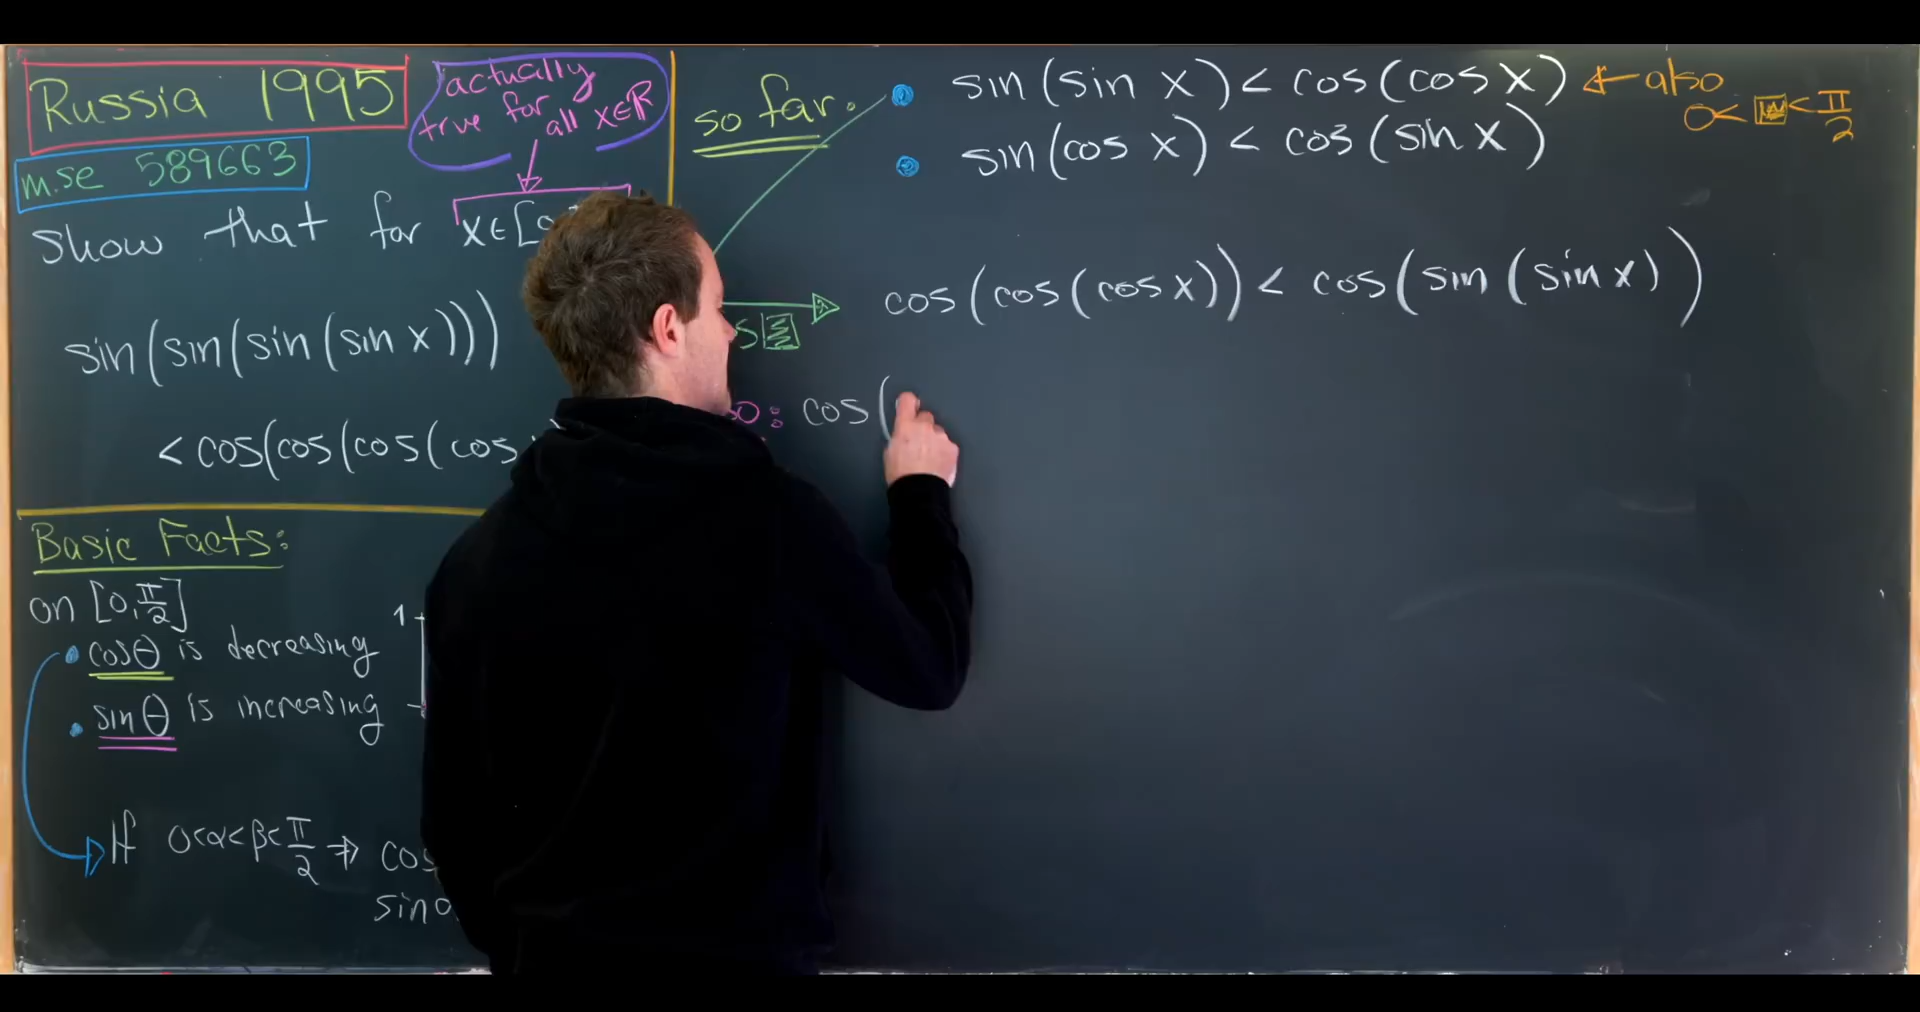 Russia 1995
m.se 589663
actually
true for
all x∈ℝ
show that for x∈[0
sin(sin(sin(sin x)))
<cos(cos(cos(cos
Basic Facts:
on [0,π/2]
• cosθ is decreasing
• sinθ is increasing
1
If 0<α<β<π/2 ⇒ cos
sin
so far.
• sin(sin x) < cos(cos x) ← also
0< <π/2
• sin(cos x) < cos(sin x)
cos(cos(cos x)) < cos(sin(sin x))
: cos(